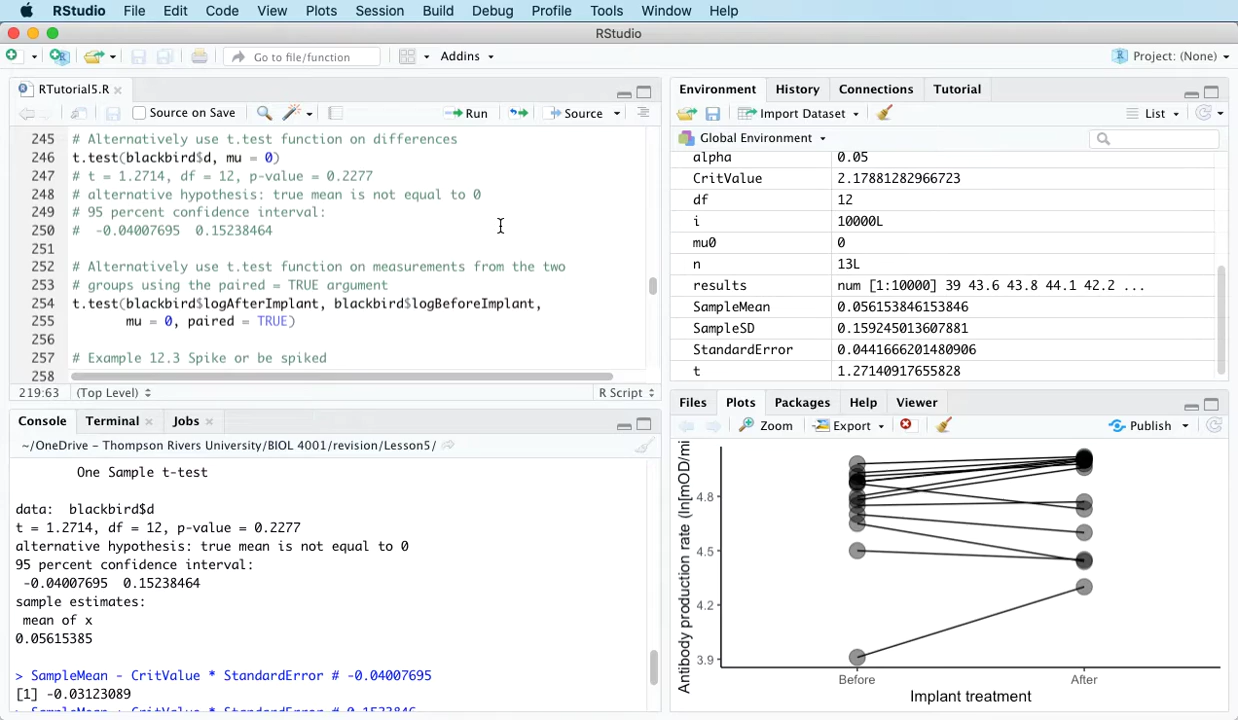 RStudio File Edit Code View Plots Session Build Debug Profile Tools Window Help
RStudio
Go to file/function
Addins
Project: (None)
RTutorial5.R
Source on Save
Run
Source
245 # Alternatively use t.test function on differences
246 t.test(blackbird$d, mu = 0)
247 # t = 1.2714, df = 12, p-value = 0.2277
248 # alternative hypothesis: true mean is not equal to 0
249 # 95 percent confidence interval:
250 #  -0.04007695  0.15238464
251
252 # Alternatively use t.test function on measurements from the two
253 # groups using the paired = TRUE argument
254 t.test(blackbird$logAfterImplant, blackbird$logBeforeImplant,
255 mu = 0, paired = TRUE)
256
257 # Example 12.3 Spike or be spiked
258
219:63 (Top Level) R Script
Console Terminal Jobs
~/OneDrive – Thompson Rivers University/BIOL 4001/revision/Lesson5/
One Sample t-test
data:  blackbird$d
t = 1.2714, df = 12, p-value = 0.2277
alternative hypothesis: true mean is not equal to 0
95 percent confidence interval:
-0.04007695  0.15238464
sample estimates:
mean of x
0.05615385
> SampleMean - CritValue * StandardError # -0.04007695
[1] -0.03123089
Environment History Connections Tutorial
Import Dataset
List
Global Environment
alpha 0.05
CritValue 2.17881282966723
df 12
i 10000L
mu0 0
n 13L
results num [1:10000] 39 43.6 43.8 44.1 42.2 ...
SampleMean 0.056153846153846
SampleSD 0.159245013607881
StandardError 0.0441666201480906
t 1.27140917655828
Files Plots Packages Help Viewer
Zoom Export Publish
Antibody production rate (ln[mOD/mi
4.8
4.5
4.2
3.9
Before After
Implant treatment